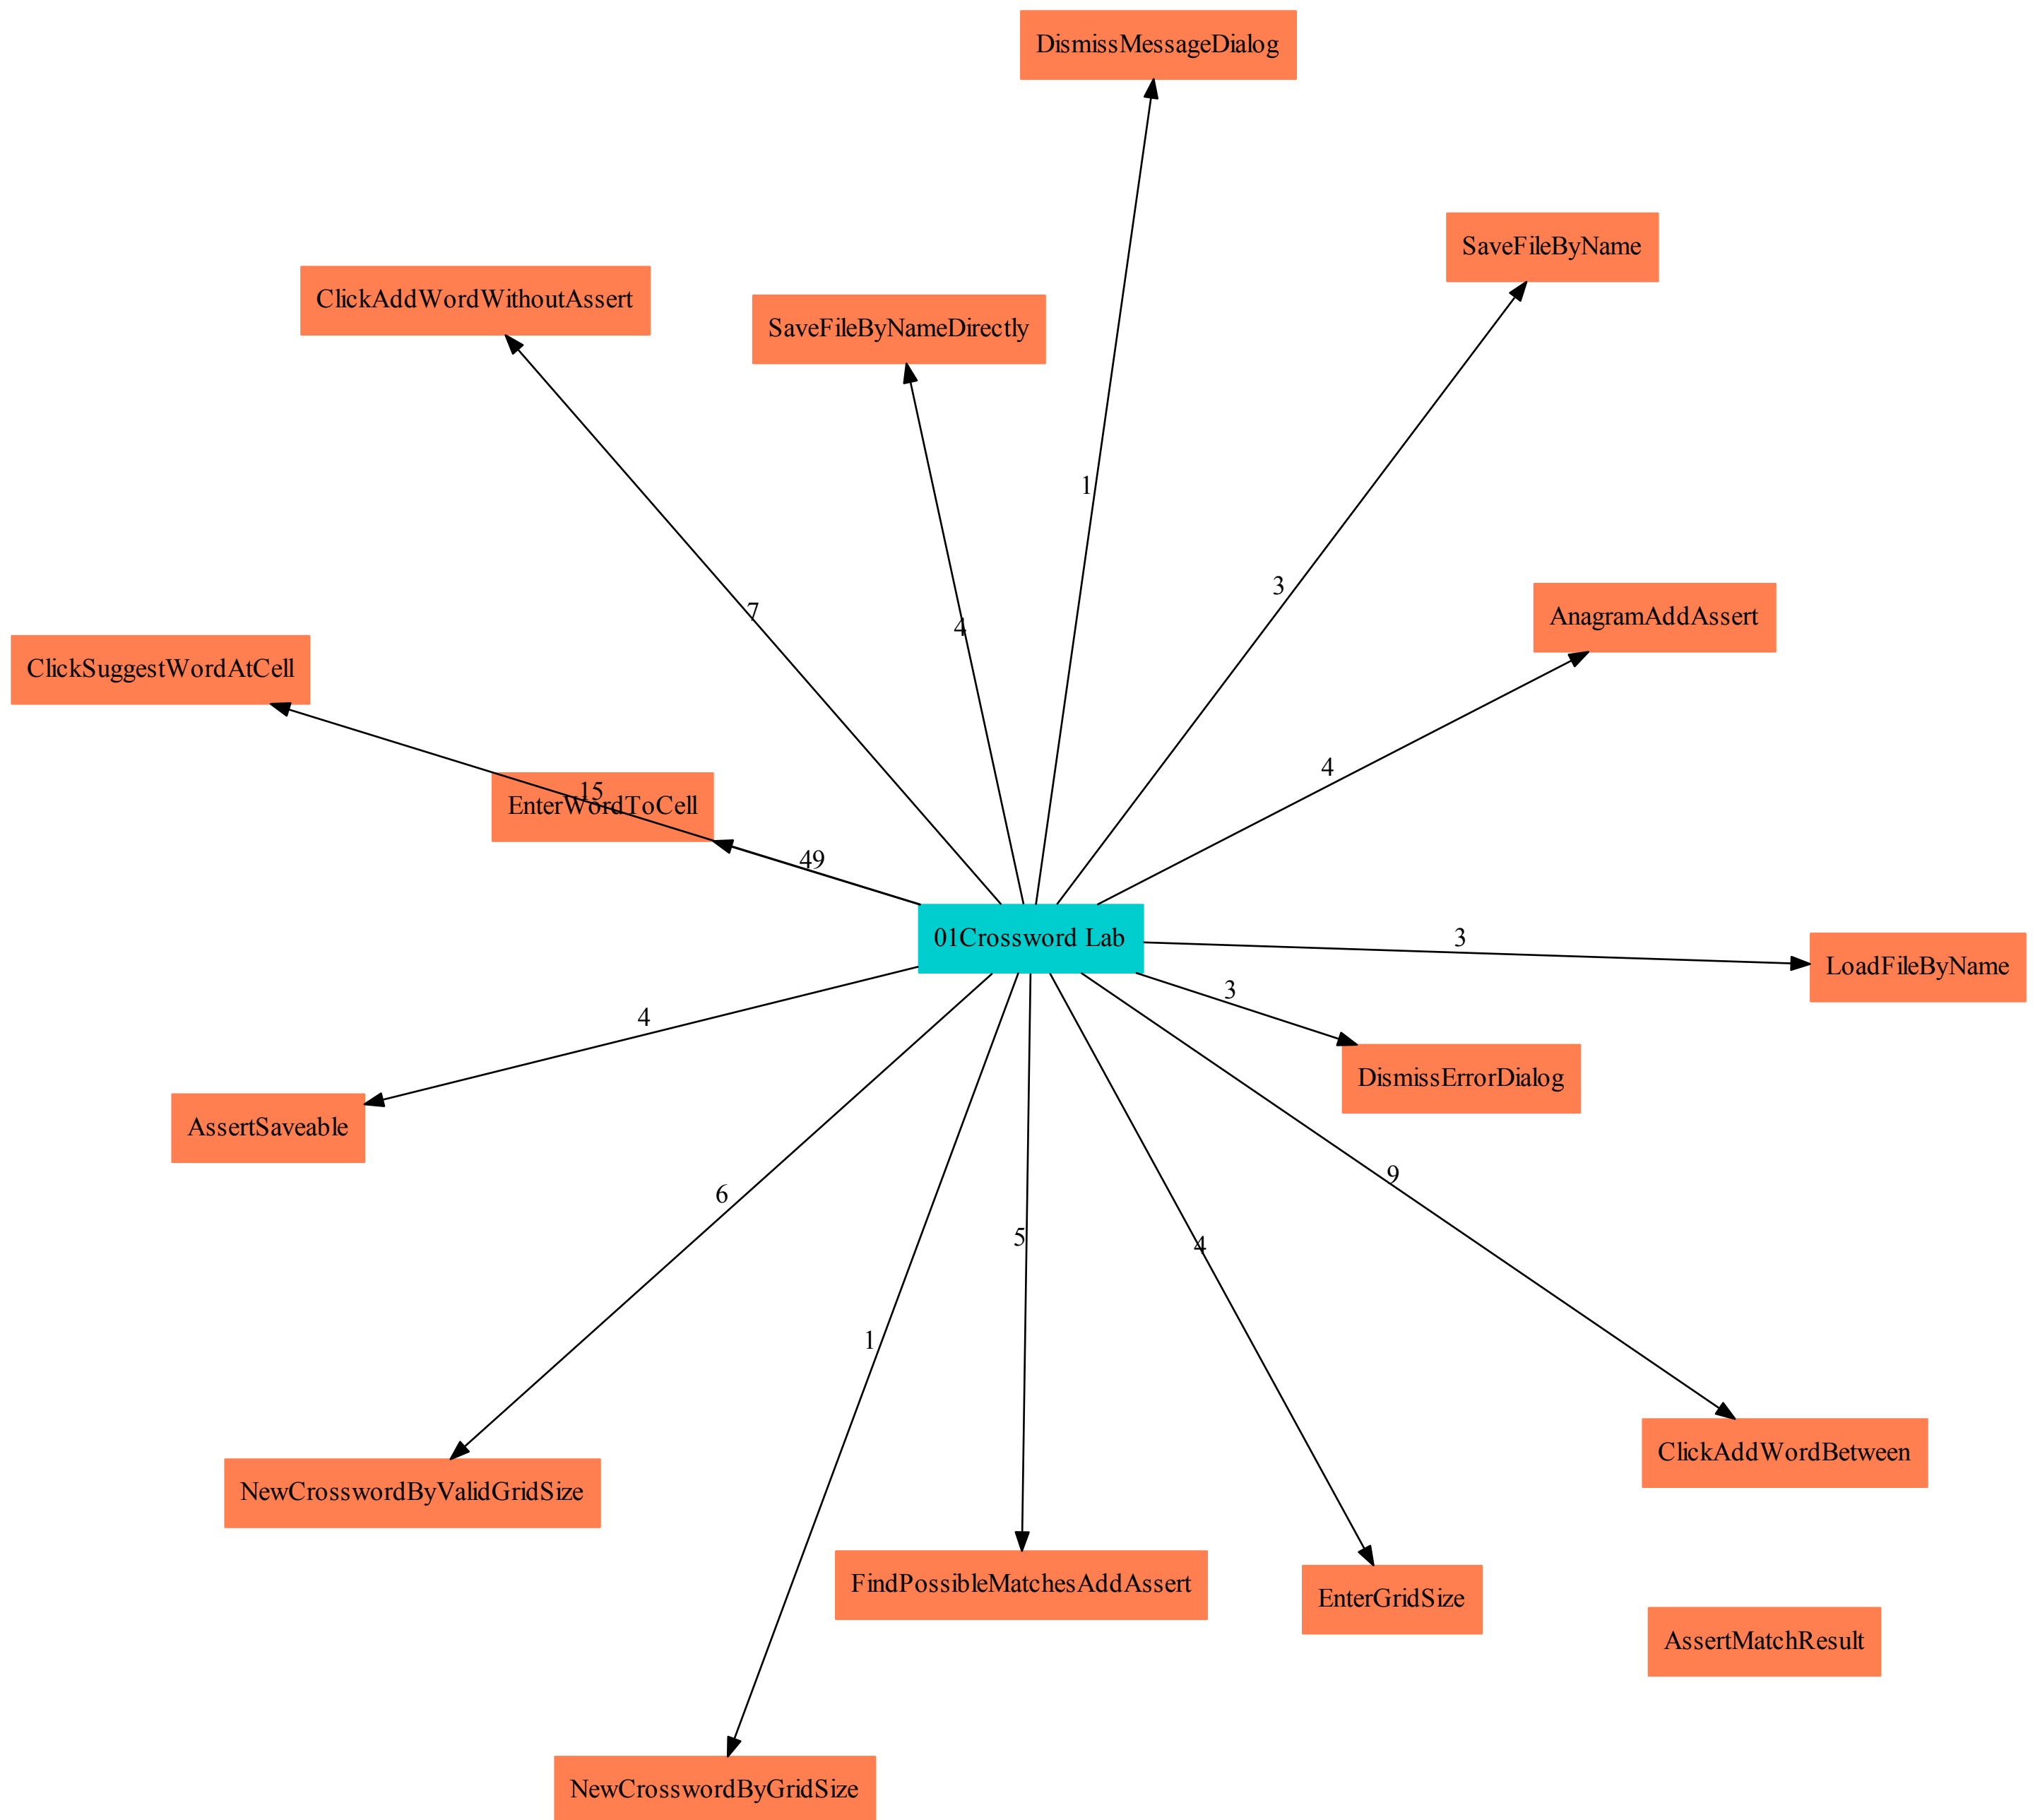 DismissMessageDialog
SaveFileByName
ClickAddWordWithoutAssert
SaveFileByNameDirectly
1
3
7
4
AnagramAddAssert
ClickSuggestWordAtCell
4
15
EnterWordToCell
49
01Crossword Lab
3
LoadFileByName
3
4
DismissErrorDialog
AssertSaveable
9
6
5
4
1
ClickAddWordBetween
NewCrosswordByValidGridSize
FindPossibleMatchesAddAssert
EnterGridSize
AssertMatchResult
NewCrosswordByGridSize